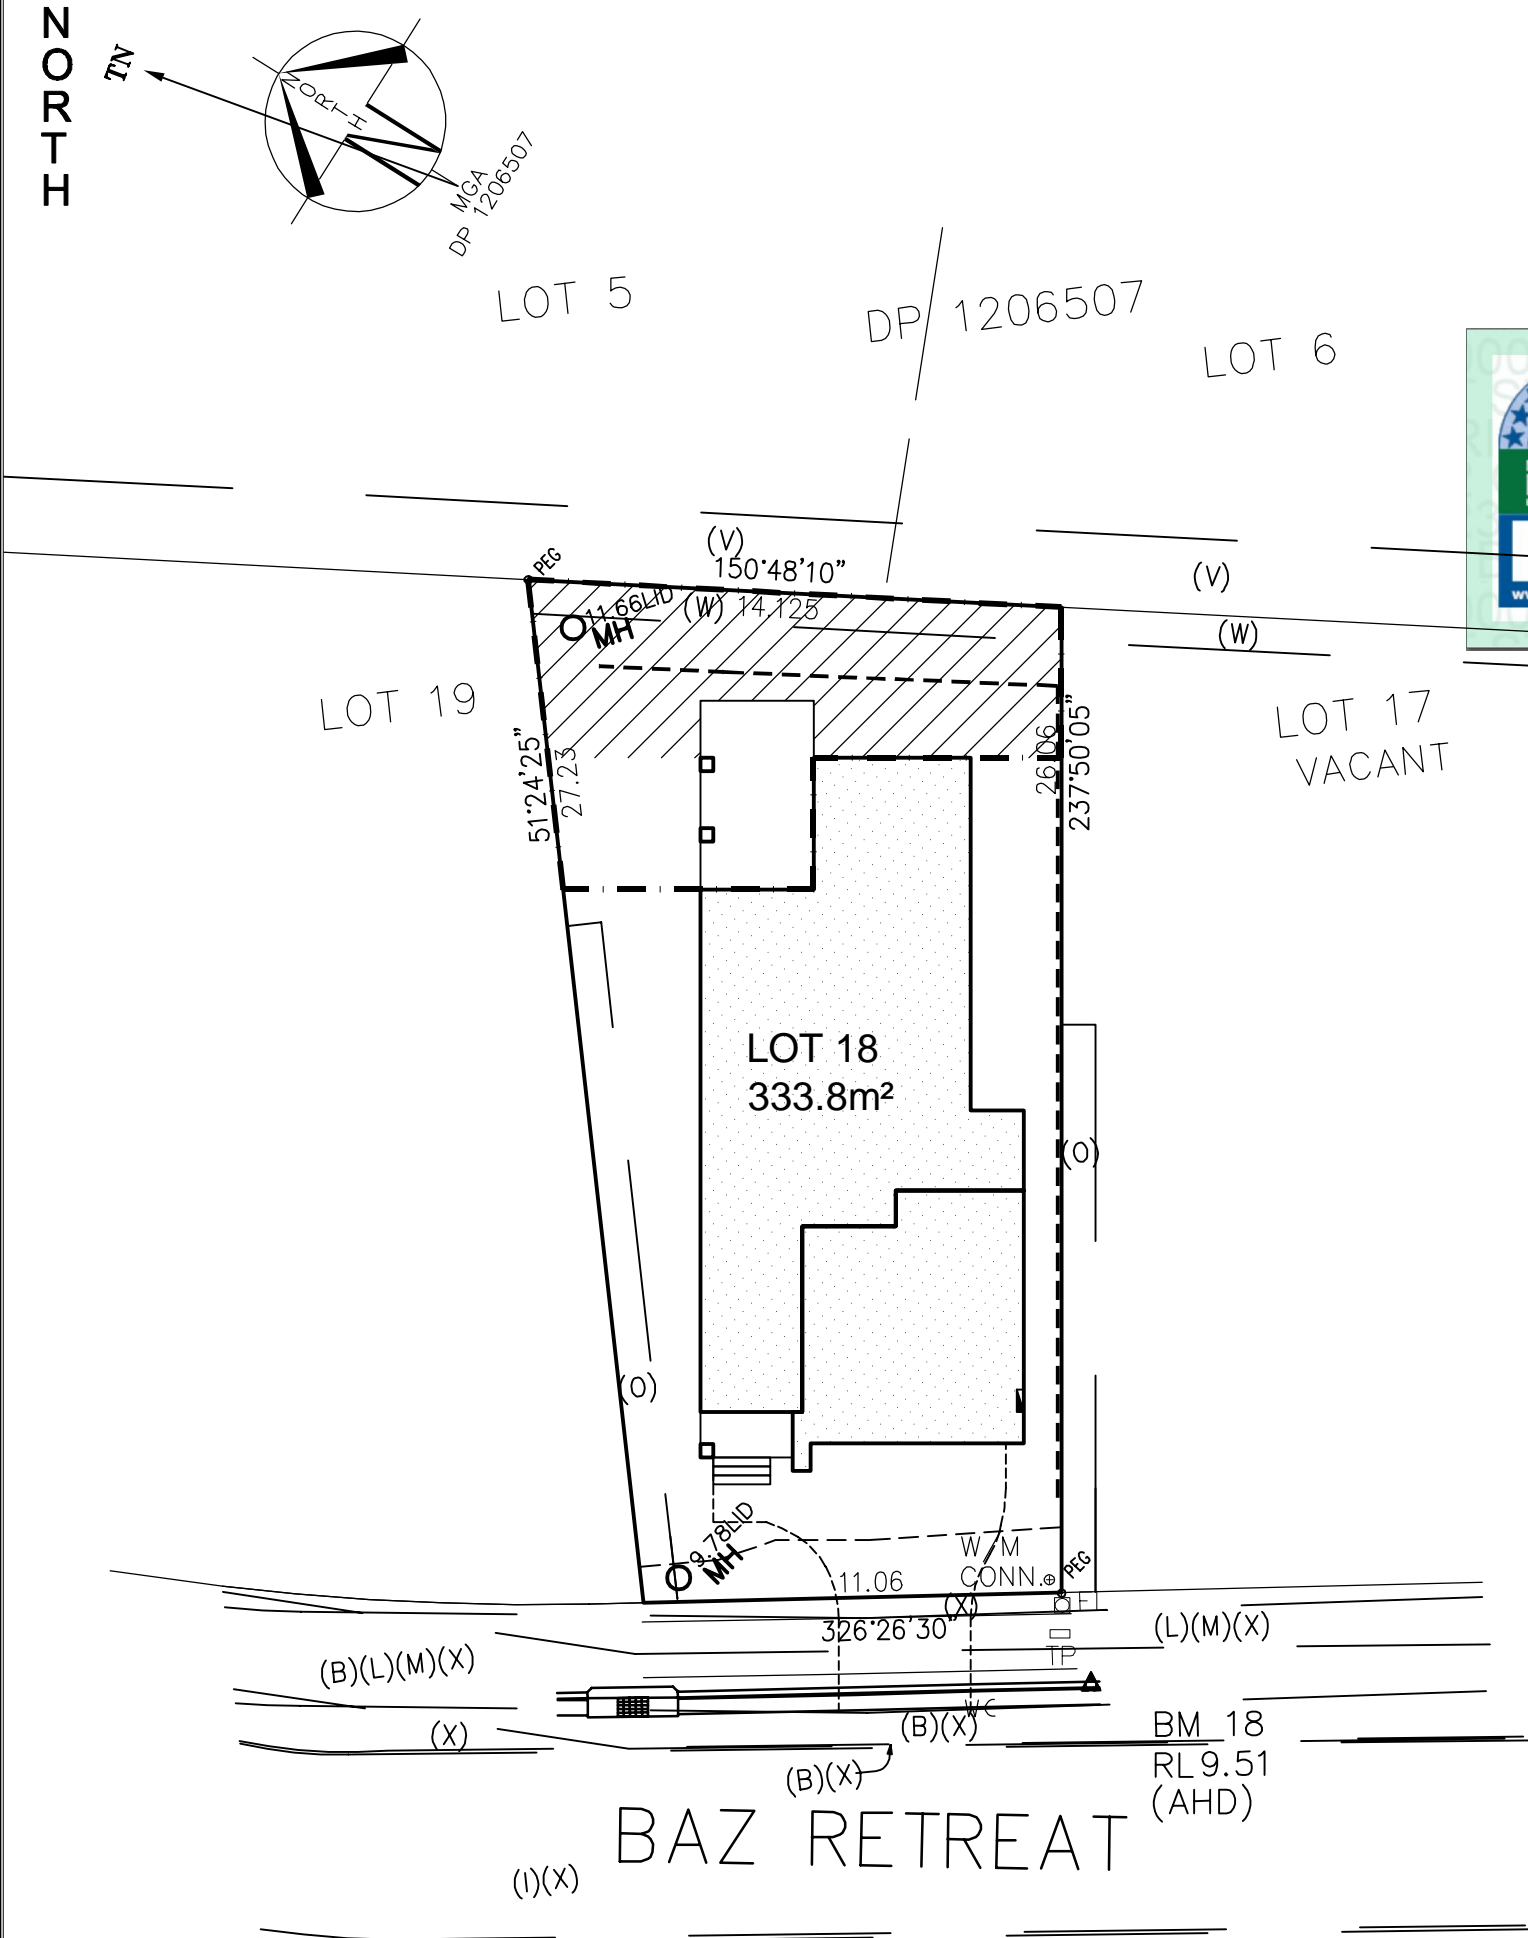 NORTH
TN
NORTH
MGA
DP 1206507
LOT 5
DP 1206507
LOT 6
(V)
PEG
150°48'10"
(V)
11.66LID
(W)
14.125
MH
(W)
LOT 19
LOT 17
VACANT
51°24'25"
27.23
26.06
237°50'05"
LOT 18
333.8m²
(O)
(O)
9.78LID
MH
W/M
CONN.
PEG
11.06
(X)
326°26'30"
(L)(M)(X)
TP
(B)(L)(M)(X)
WC
(B)(X)
(X)
BM 18
RL9.51
(AHD)
(B)(X)
BAZ RETREAT
(I)(X)